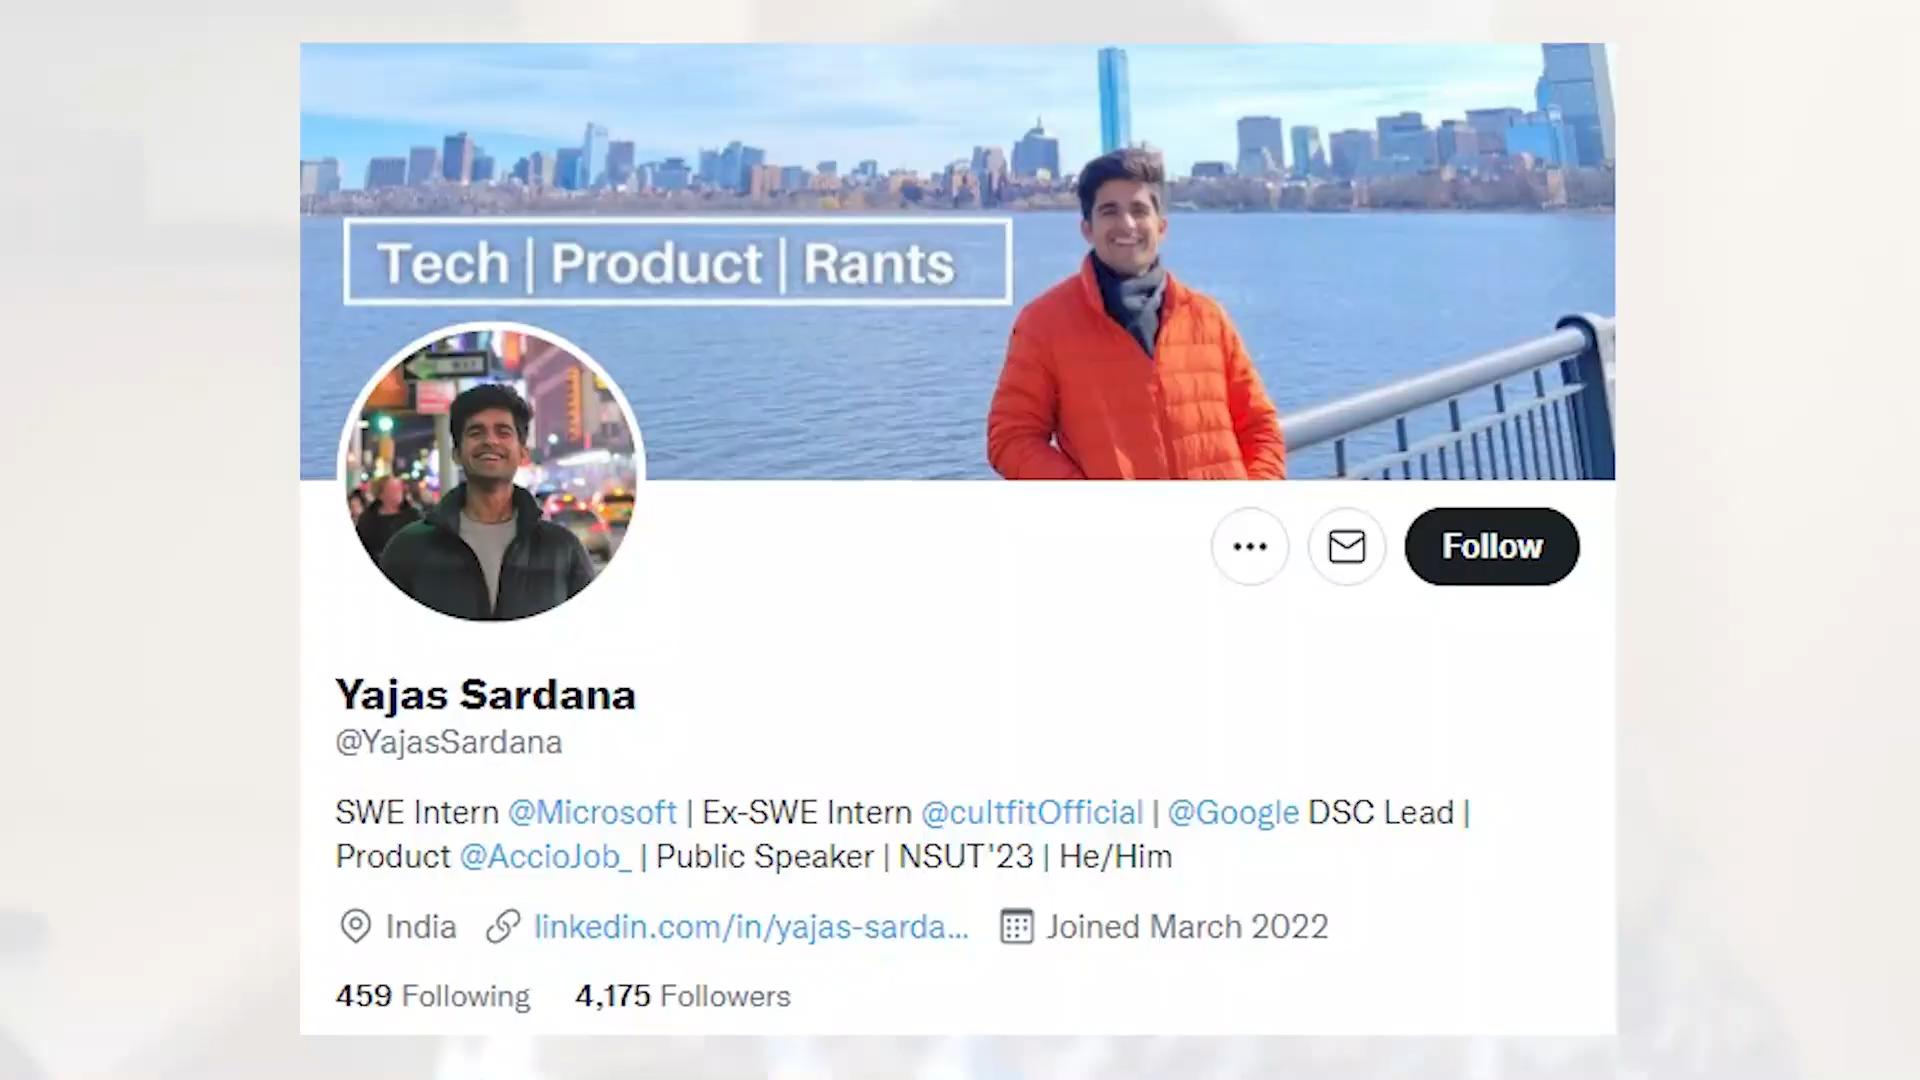 Tech | Product | Rants
Follow
Yajas Sardana
@YajasSardana
SWE Intern @Microsoft | Ex-SWE Intern @cultfitOfficial | @Google DSC Lead |
Product @AccioJob_ | Public Speaker | NSUT'23 | He/Him
India linkedin.com/in/yajas-sarda... Joined March 2022
459 Following 4,175 Followers